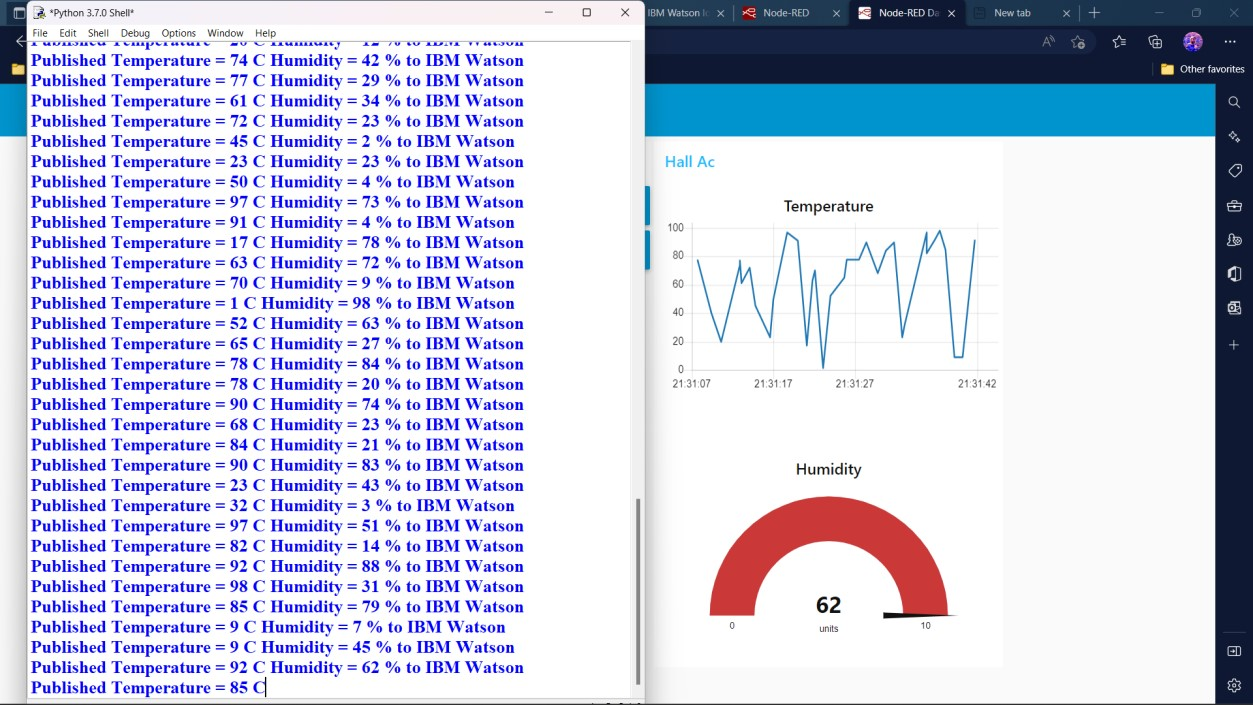 *Python 3.7.0 Shell*
File Edit Shell Debug Options Window Help
Published Temperature = 74 C Humidity = 42 % to IBM Watson
Published Temperature = 77 C Humidity = 29 % to IBM Watson
Published Temperature = 61 C Humidity = 34 % to IBM Watson
Published Temperature = 72 C Humidity = 23 % to IBM Watson
Published Temperature = 45 C Humidity = 2 % to IBM Watson
Published Temperature = 23 C Humidity = 23 % to IBM Watson
Published Temperature = 50 C Humidity = 4 % to IBM Watson
Published Temperature = 97 C Humidity = 73 % to IBM Watson
Published Temperature = 91 C Humidity = 4 % to IBM Watson
Published Temperature = 17 C Humidity = 78 % to IBM Watson
Published Temperature = 63 C Humidity = 72 % to IBM Watson
Published Temperature = 70 C Humidity = 9 % to IBM Watson
Published Temperature = 1 C Humidity = 98 % to IBM Watson
Published Temperature = 52 C Humidity = 63 % to IBM Watson
Published Temperature = 65 C Humidity = 27 % to IBM Watson
Published Temperature = 78 C Humidity = 84 % to IBM Watson
Published Temperature = 78 C Humidity = 20 % to IBM Watson
Published Temperature = 90 C Humidity = 74 % to IBM Watson
Published Temperature = 68 C Humidity = 23 % to IBM Watson
Published Temperature = 84 C Humidity = 21 % to IBM Watson
Published Temperature = 90 C Humidity = 83 % to IBM Watson
Published Temperature = 23 C Humidity = 43 % to IBM Watson
Published Temperature = 32 C Humidity = 3 % to IBM Watson
Published Temperature = 97 C Humidity = 51 % to IBM Watson
Published Temperature = 82 C Humidity = 14 % to IBM Watson
Published Temperature = 92 C Humidity = 88 % to IBM Watson
Published Temperature = 98 C Humidity = 31 % to IBM Watson
Published Temperature = 85 C Humidity = 79 % to IBM Watson
Published Temperature = 9 C Humidity = 7 % to IBM Watson
Published Temperature = 9 C Humidity = 45 % to IBM Watson
Published Temperature = 92 C Humidity = 62 % to IBM Watson
Published Temperature = 85 C
IBM Watson Io
Node-RED
Node-RED Da
New tab
Other favorites
Hall Ac
Temperature
100
80
60
40
20
0
21:31:07 21:31:17 21:31:27 21:31:42
Humidity
62
units
0
10